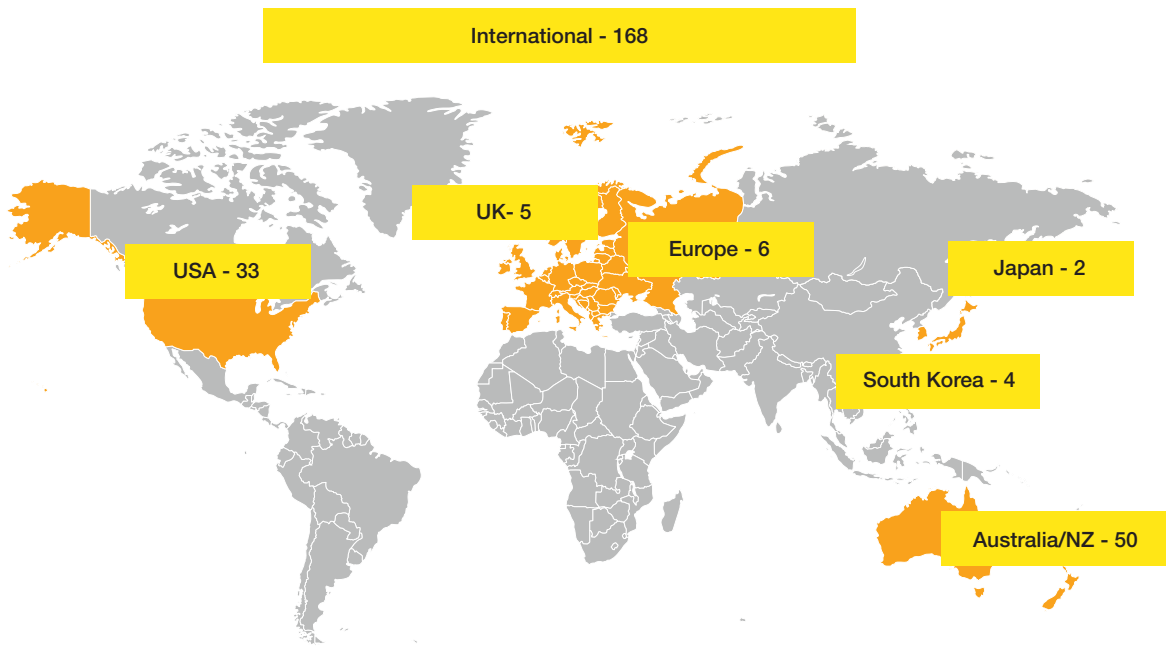 International - 168
UK- 5
Europe - 6
USA - 33
Japan - 2
South Korea - 4
Australia/NZ - 50